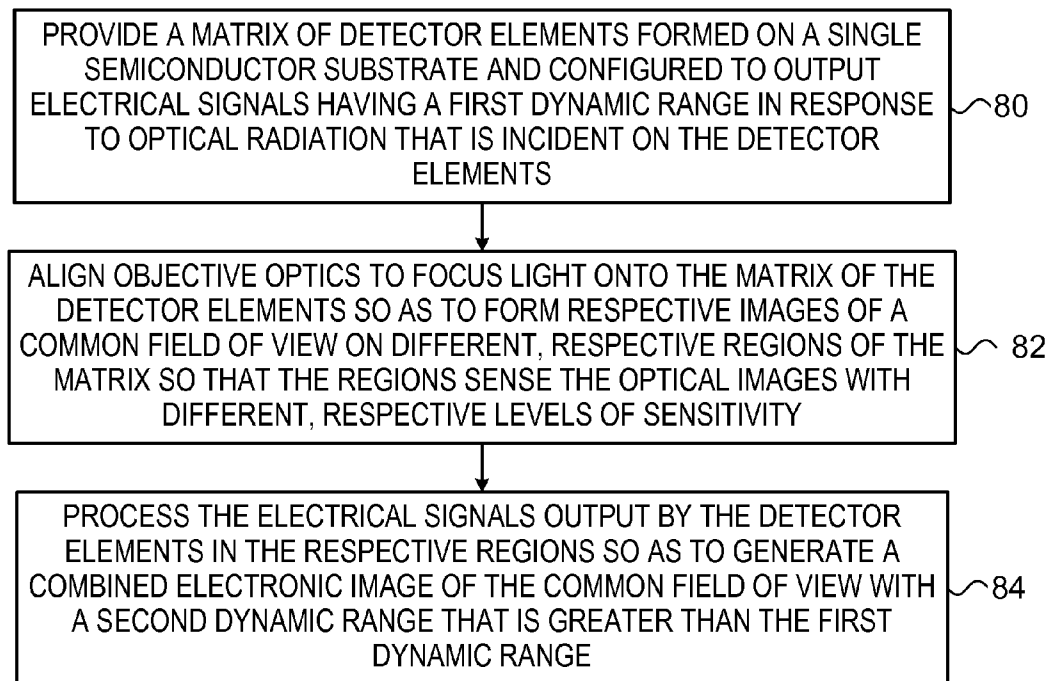 PROVIDE A MATRIX OF DETECTOR ELEMENTS FORMED ON A SINGLE
SEMICONDUCTOR SUBSTRATE AND CONFIGURED TO OUTPUT
ELECTRICAL SIGNALS HAVING A FIRST DYNAMIC RANGE IN RESPONSE
TO OPTICAL RADIATION THAT IS INCIDENT ON THE DETECTOR
ELEMENTS
80
ALIGN OBJECTIVE OPTICS TO FOCUS LIGHT ONTO THE MATRIX OF THE
DETECTOR ELEMENTS SO AS TO FORM RESPECTIVE IMAGES OF A
COMMON FIELD OF VIEW ON DIFFERENT, RESPECTIVE REGIONS OF THE
MATRIX SO THAT THE REGIONS SENSE THE OPTICAL IMAGES WITH
DIFFERENT, RESPECTIVE LEVELS OF SENSITIVITY
82
PROCESS THE ELECTRICAL SIGNALS OUTPUT BY THE DETECTOR
ELEMENTS IN THE RESPECTIVE REGIONS SO AS TO GENERATE A
COMBINED ELECTRONIC IMAGE OF THE COMMON FIELD OF VIEW WITH
A SECOND DYNAMIC RANGE THAT IS GREATER THAN THE FIRST
DYNAMIC RANGE
84